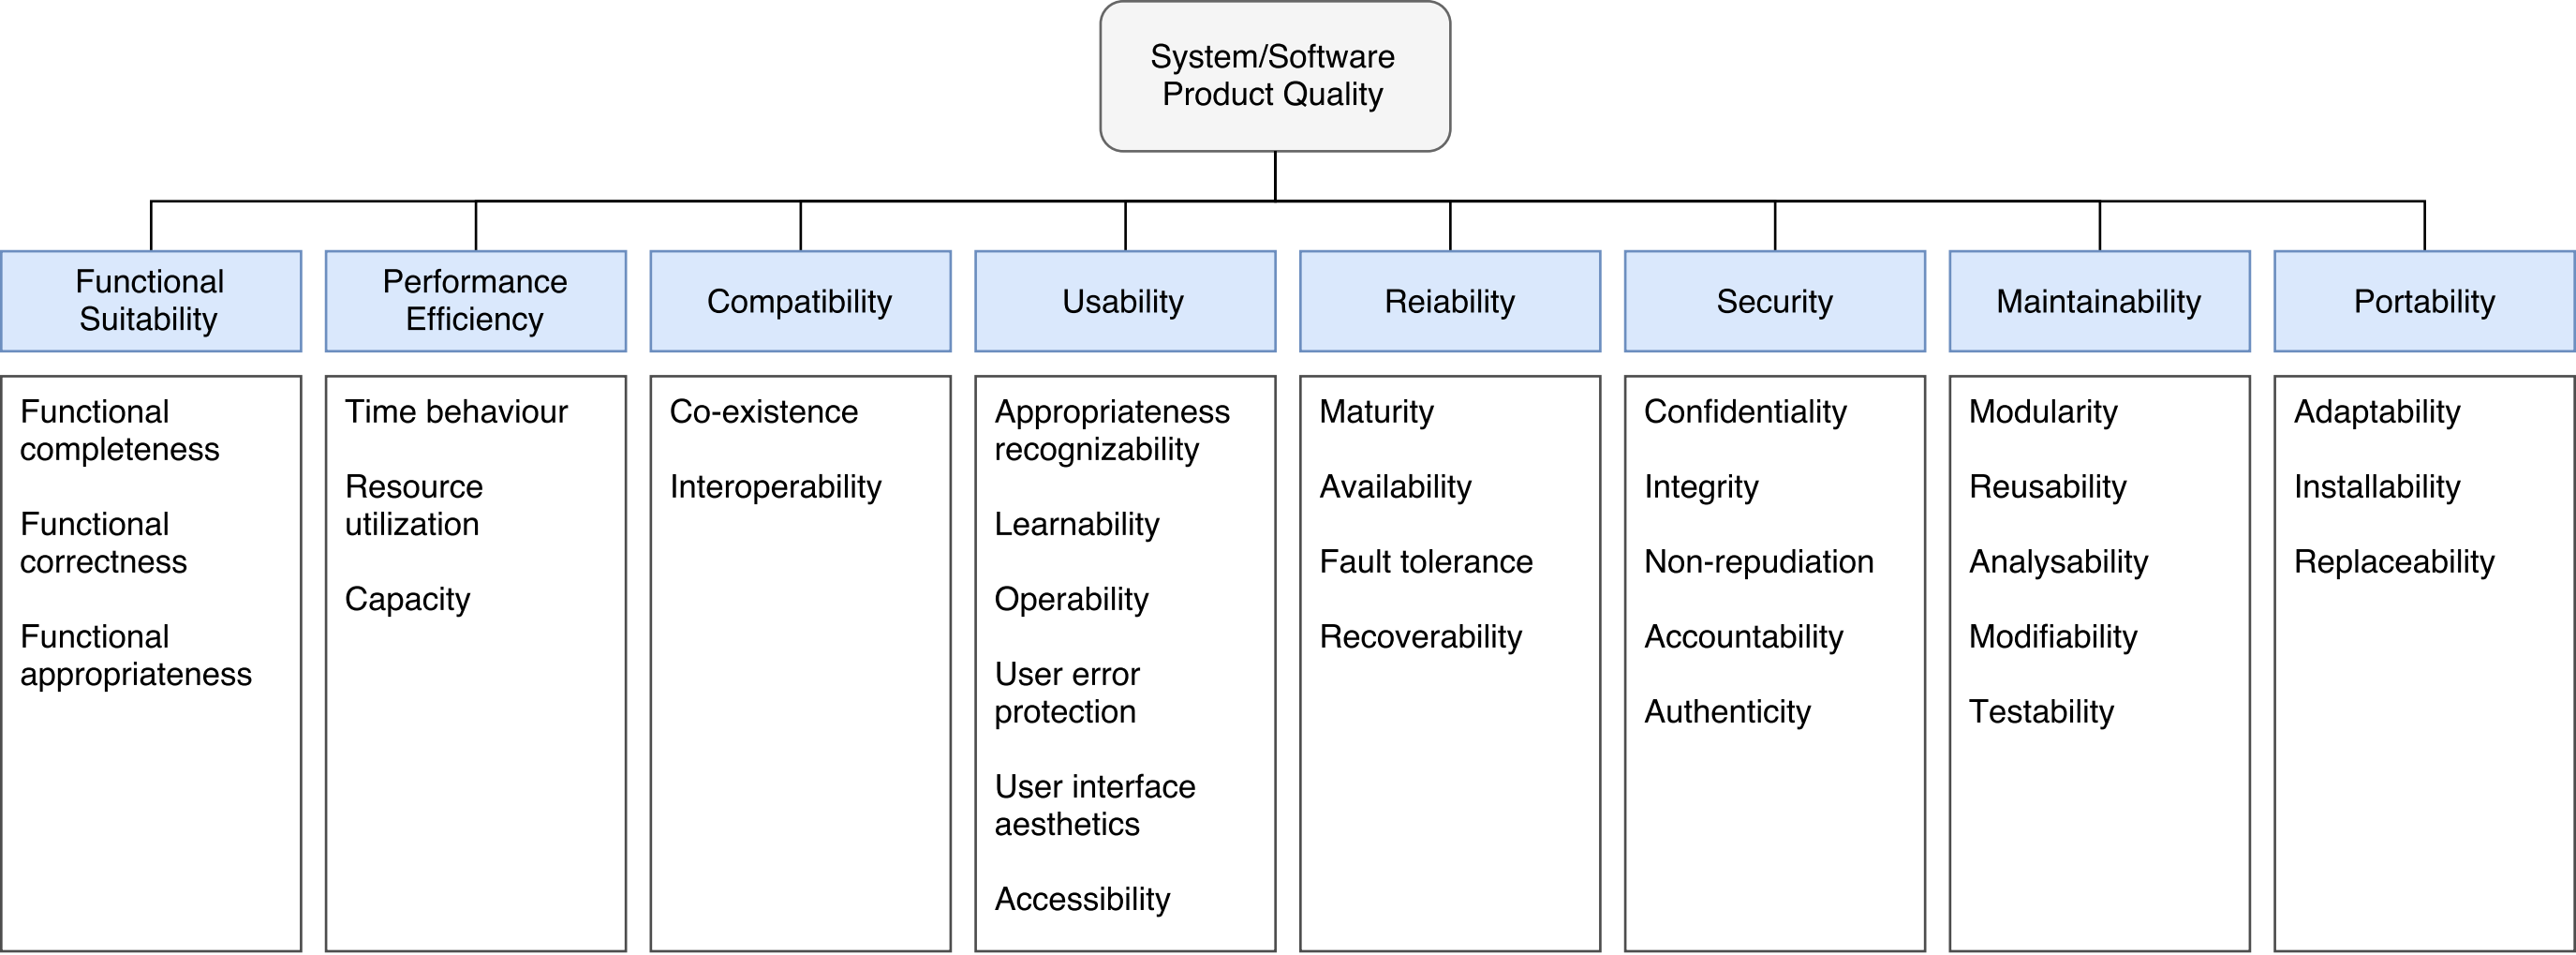 System/Software
Product Quality
Functional
Suitability
Performance
Efficiency
Compatibility
Usability
Reiability
Security
Maintainability
Portability
Functional
completeness
Functional
correctness
Functional
appropriateness
Time behaviour
Resource
utilization
Capacity
Co-existence
Interoperability
Appropriateness
recognizability
Learnability
Operability
User error
protection
User interface
aesthetics
Accessibility
Maturity
Availability
Fault tolerance
Recoverability
Confidentiality
Integrity
Non-repudiation
Accountability
Authenticity
Modularity
Reusability
Analysability
Modifiability
Testability
Adaptability
Installability
Replaceability